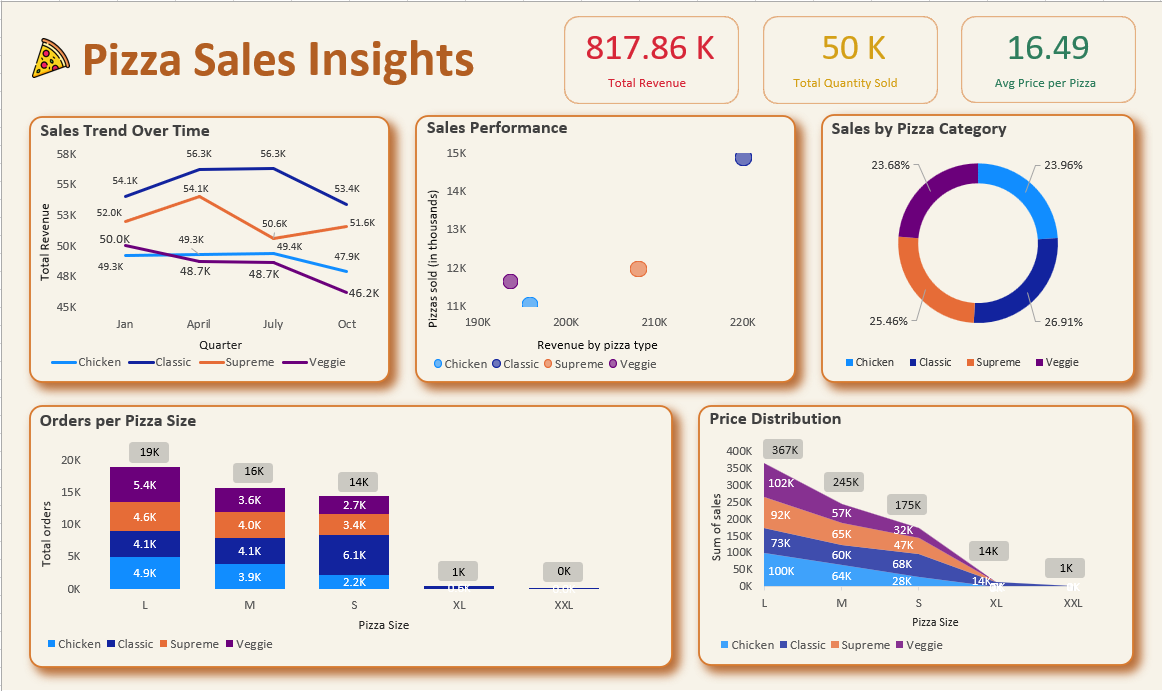 Pizza Sales Insights
817.86 K
Total Revenue
50 K
Total Quantity Sold
16.49
Avg Price per Pizza
Sales Trend Over Time
58K
55K
53K
50K
48K
45K
Total Revenue
54.1K
56.3K
56.3K
53.4K
52.0K
54.1K
50.6K
51.6K
50.0K
49.3K
49.3K
49.4K
47.9K
48.7K
48.7K
46.2K
Jan April July Oct
Quarter
Chicken Classic Supreme Veggie
Sales Performance
15K
14K
13K
12K
11K
Pizzas sold (in thousands)
190K 200K 210K 220K
Revenue by pizza type
Chicken Classic Supreme Veggie
Sales by Pizza Category
23.68% 23.96%
25.46% 26.91%
Chicken Classic Supreme Veggie
Orders per Pizza Size
20K
15K
10K
5K
0K
Total orders
19K
5.4K
4.6K
4.1K
4.9K
16K
3.6K
4.0K
4.1K
3.9K
14K
2.7K
3.4K
6.1K
2.2K
1K
0K
L M S XL XXL
Pizza Size
Chicken Classic Supreme Veggie
Price Distribution
400K
350K
300K
250K
200K
150K
100K
50K
0K
Sum of sales
367K
102K
92K
73K
100K
245K
57K
65K
60K
64K
175K
32K
47K
68K
28K
14K
14K
1K
L M S XL XXL
Pizza Size
Chicken Classic Supreme Veggie